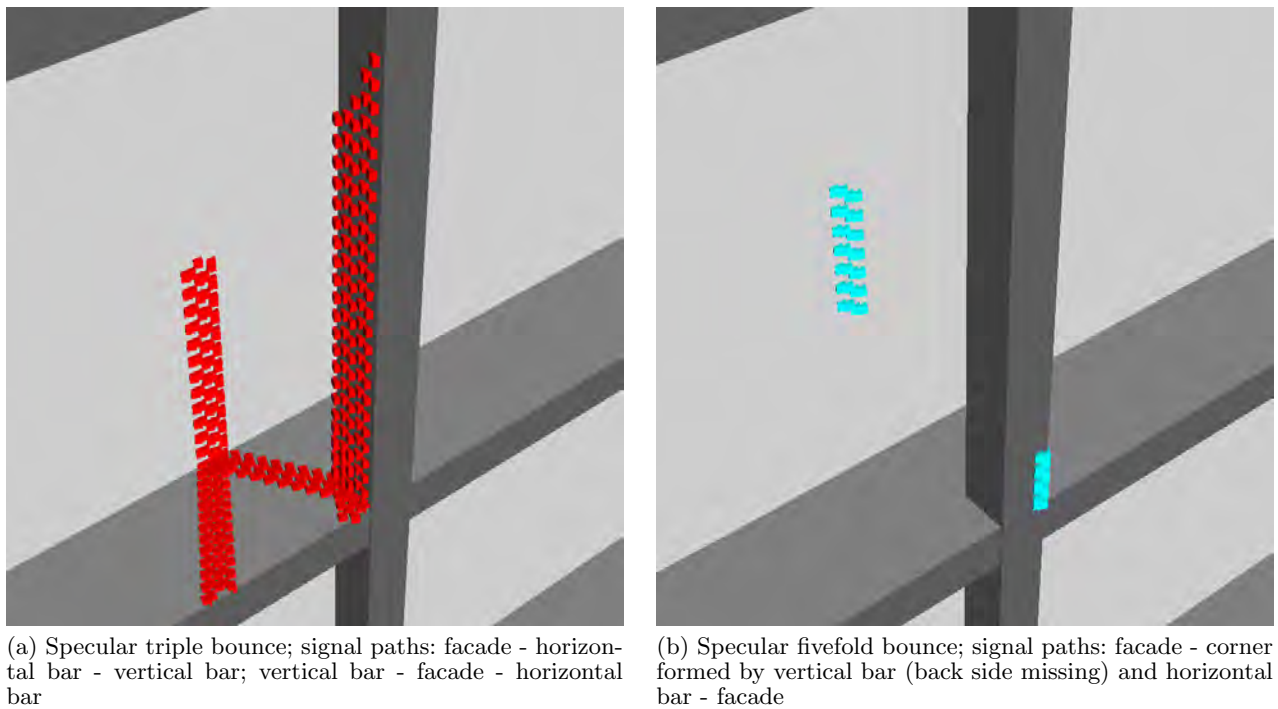 (a) Specular triple bounce; signal paths: facade - horizon-
tal bar - vertical bar; vertical bar - facade - horizontal
bar
(b) Specular fivefold bounce; signal paths: facade - corner
formed by vertical bar (back side missing) and horizontal
bar - facade